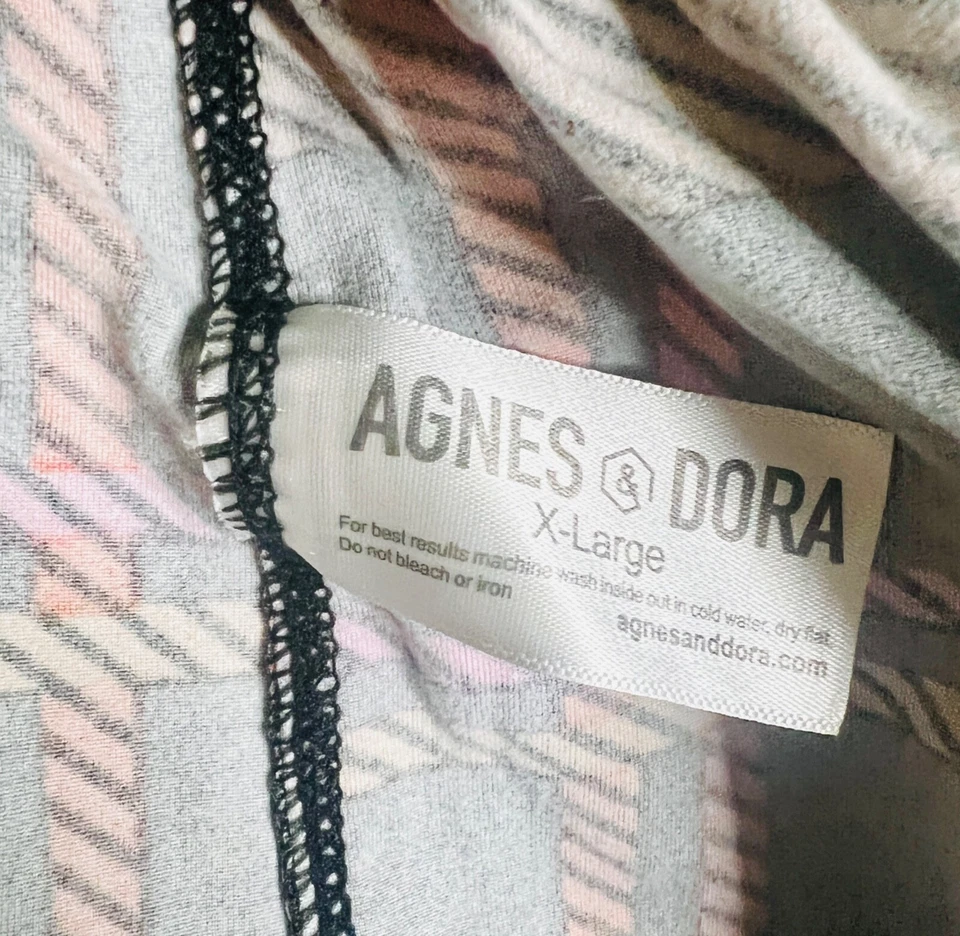 AGNES & DORA
X-Large
For best results machine wash inside out in cold water, dry flat.
Do not bleach or iron
agnesanddora.com